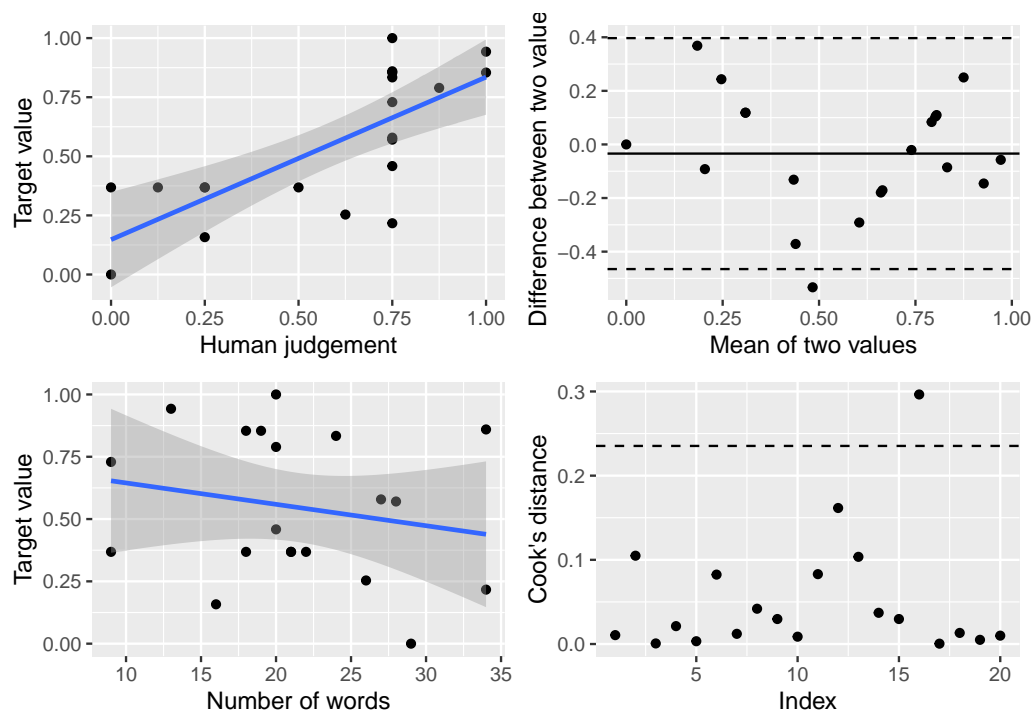 1.00
0.75
0.50
0.25
0.00
Target value
0.00 0.25 0.50 0.75 1.00
Human judgement
0.4
0.2
0.0
−0.2
−0.4
Difference between two value
0.00 0.25 0.50 0.75 1.00
Mean of two values
1.00
0.75
0.50
0.25
0.00
Target value
10 15 20 25 30 35
Number of words
0.3
0.2
0.1
0.0
Cook's distance
5 10 15 20
Index